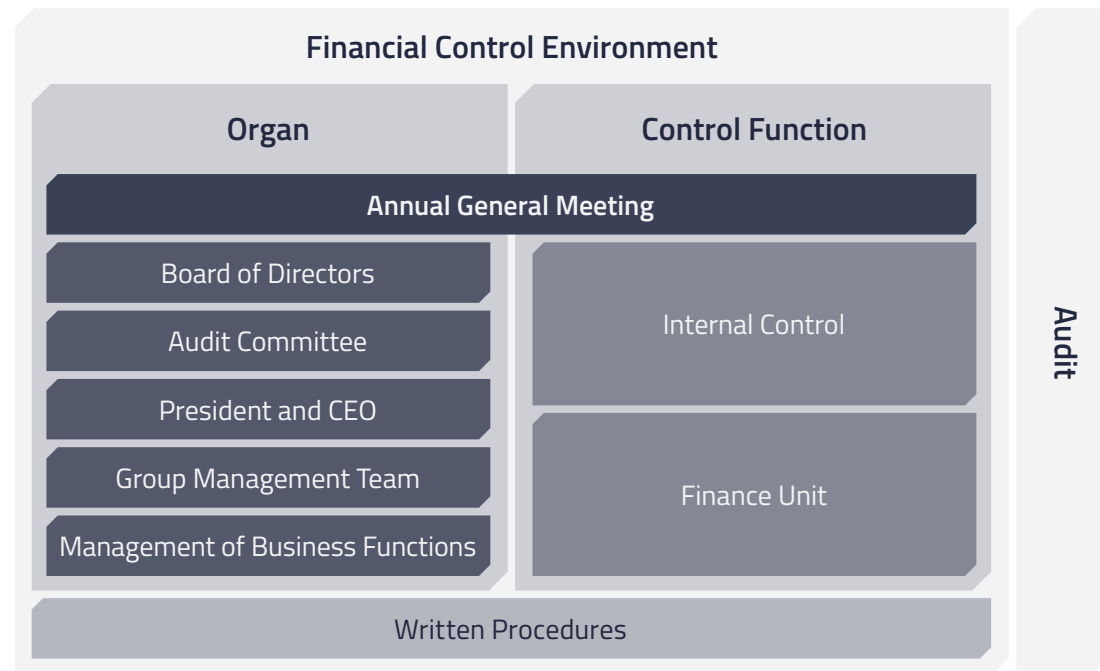 Financial Control Environment
Organ
Control Function
Annual General Meeting
Board of Directors
Audit Committee
President and CEO
Group Management Team
Management of Business Functions
Internal Control
Finance Unit
Written Procedures
Audit